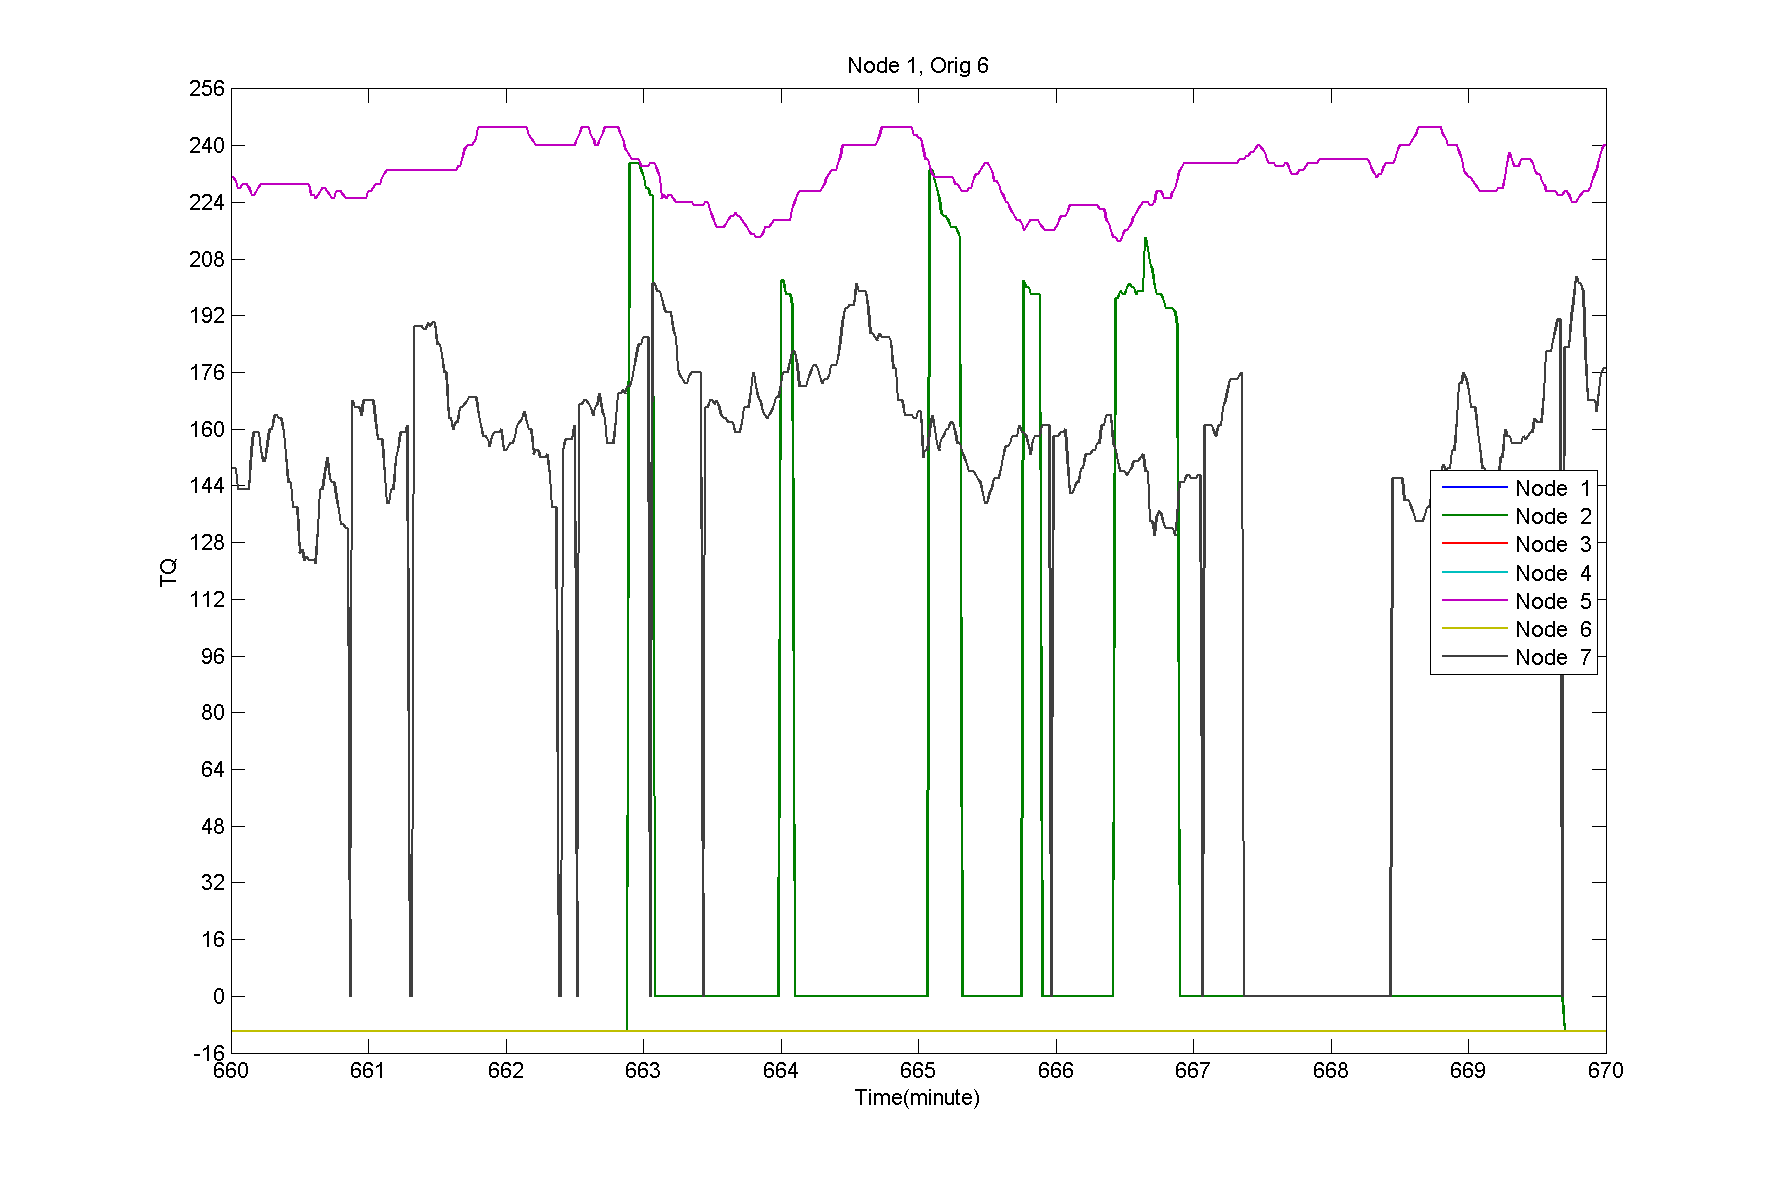 Node 1, Orig 6
256
240
224
208
192
176
160
144
128
112
96
80
64
48
32
16
0
-16
TQ
660 661 662 663 664 665 666 667 668 669 670
Time(minute)
Node 1
Node 2
Node 3
Node 4
Node 5
Node 6
Node 7